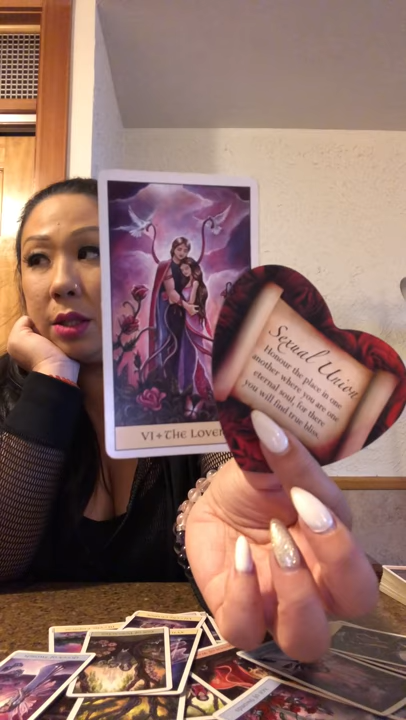 VI + THE LOVER
Sexual Union
Honour the place in one
another where you are one
eternal soul, for there
you will find true bliss.